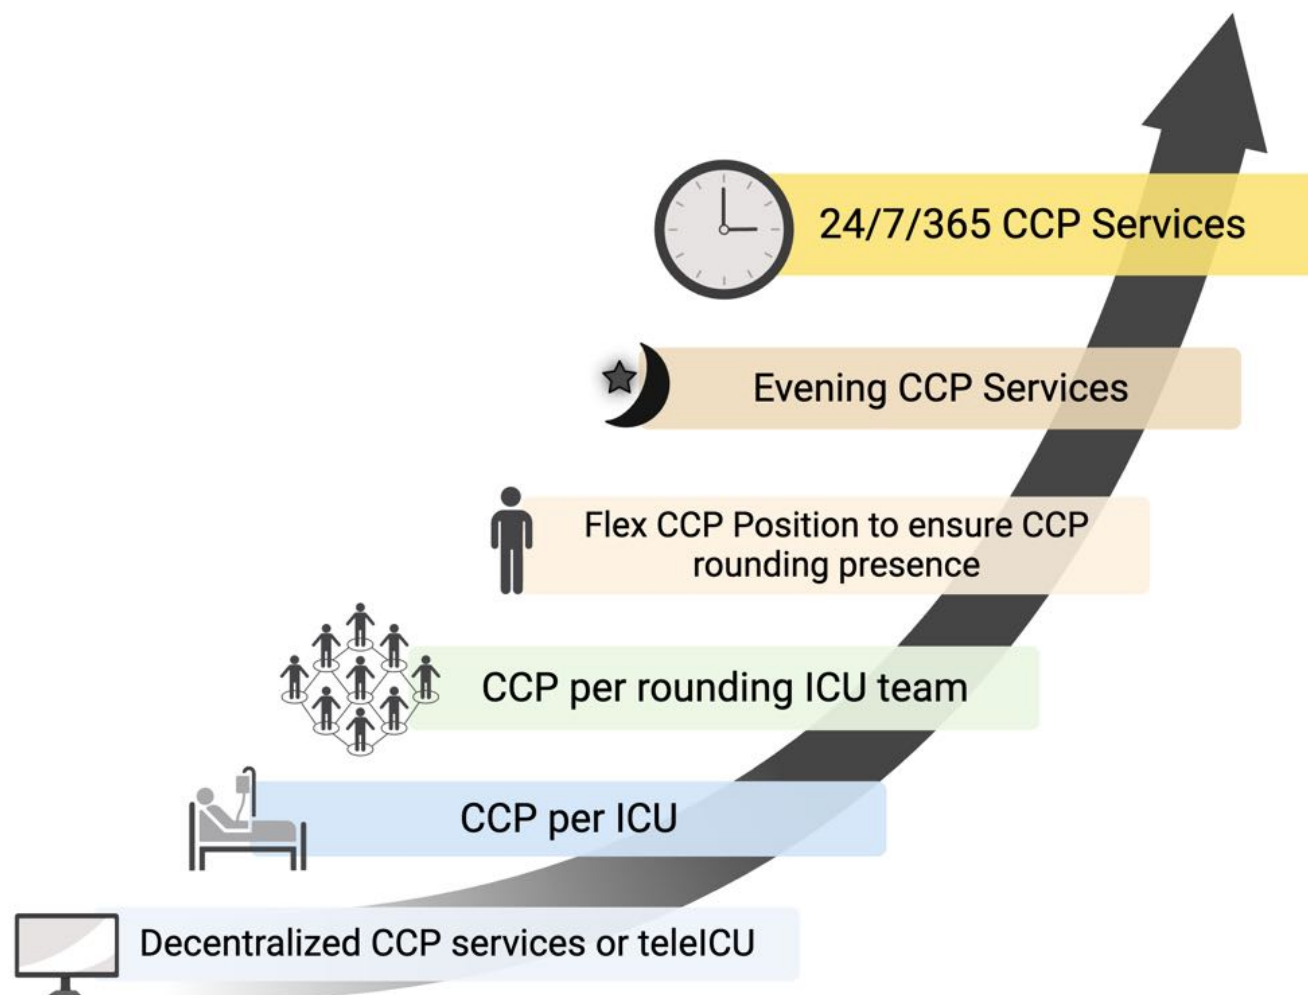 24/7/365 CCP Services
Evening CCP Services
Flex CCP Position to ensure CCP
rounding presence
CCP per rounding ICU team
CCP per ICU
Decentralized CCP services or teleICU